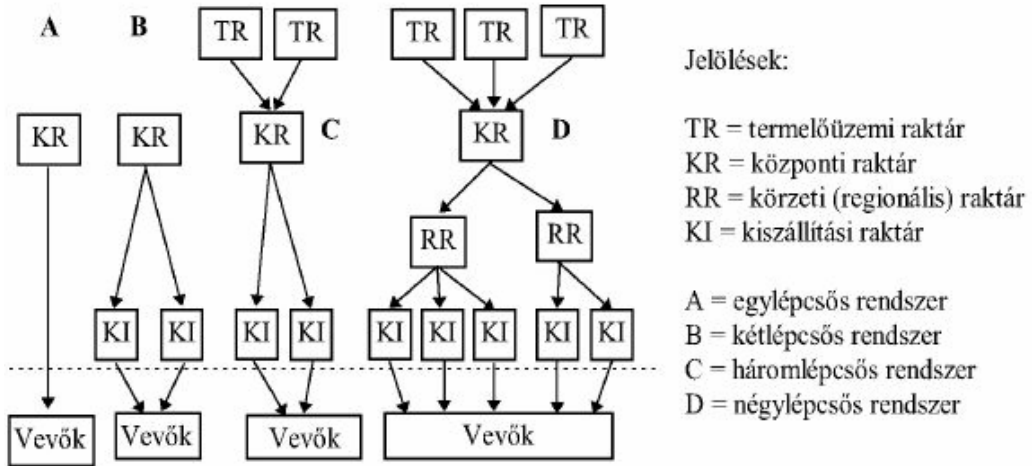 A B TR TR TR TR TR
KR KR KR C KR D
RR RR
KI KI KI KI KI KI KI KI KI
Vevők Vevők Vevők Vevők
Jelölések:
TR = termelőüzemi raktár
KR = központi raktár
RR = körzeti (regionális) raktár
KI = kiszállítási raktár
A = egylépcsős rendszer
B = kétlépcsős rendszer
C = háromlépcsős rendszer
D = négylépcsős rendszer